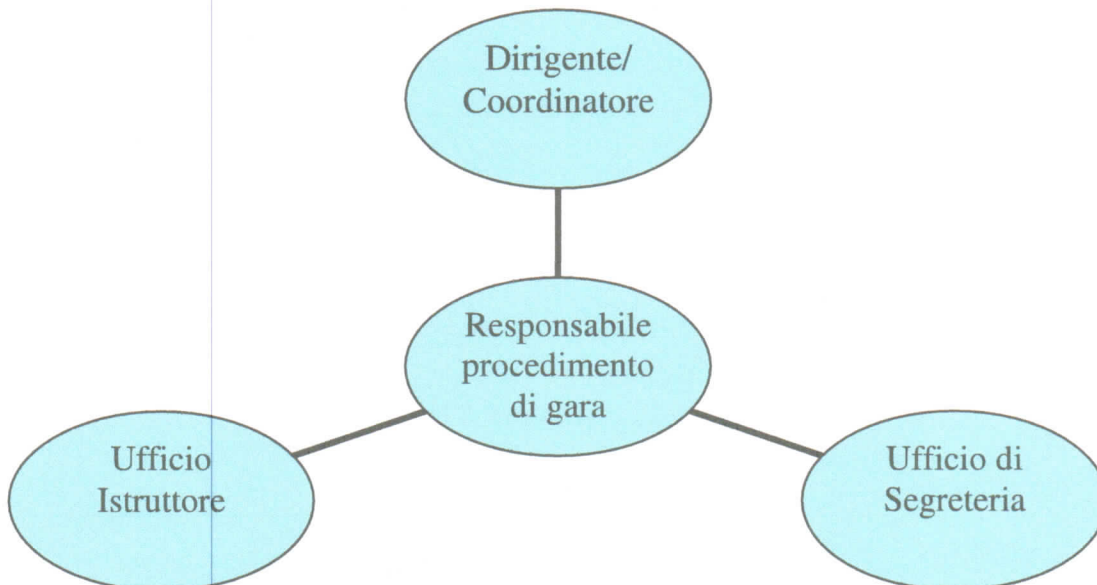 Dirigente/
Coordinatore
Responsabile
procedimento
di gara
Ufficio
Istruttore
Ufficio di
Segreteria